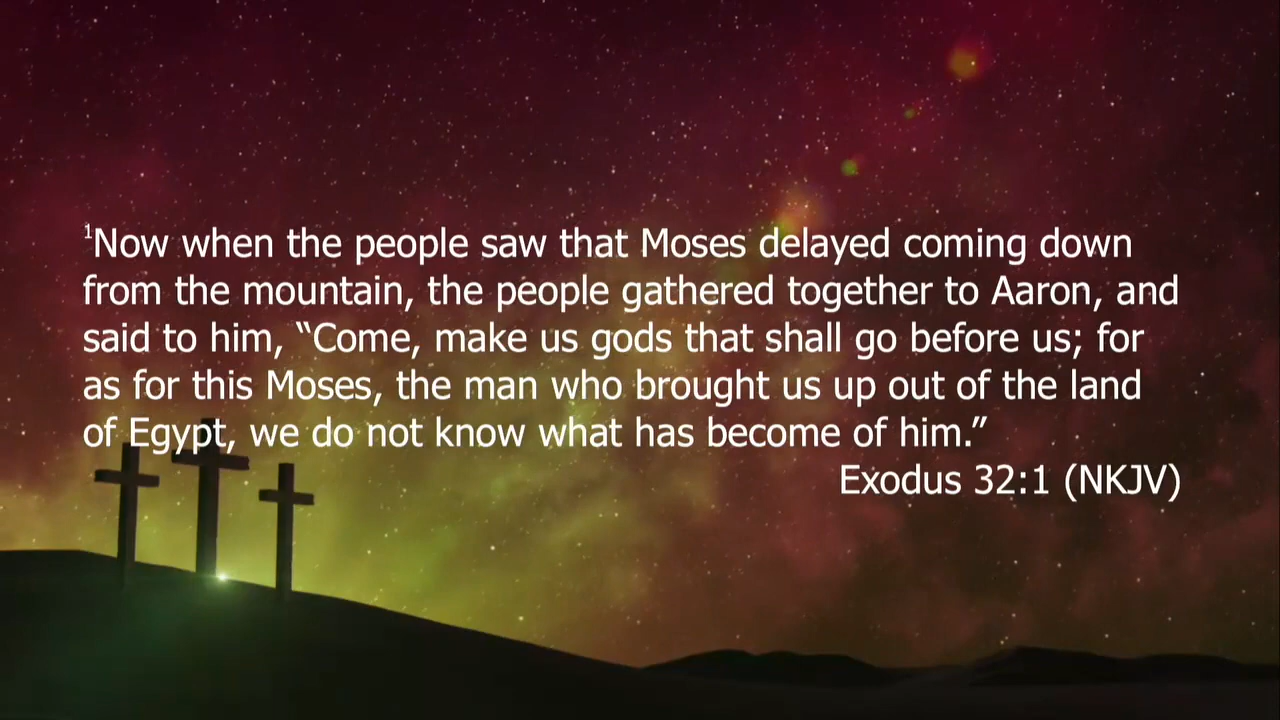 ¹Now when the people saw that Moses delayed coming down
from the mountain, the people gathered together to Aaron, and
said to him, “Come, make us gods that shall go before us; for
as for this Moses, the man who brought us up out of the land
of Egypt, we do not know what has become of him.”
Exodus 32:1 (NKJV)